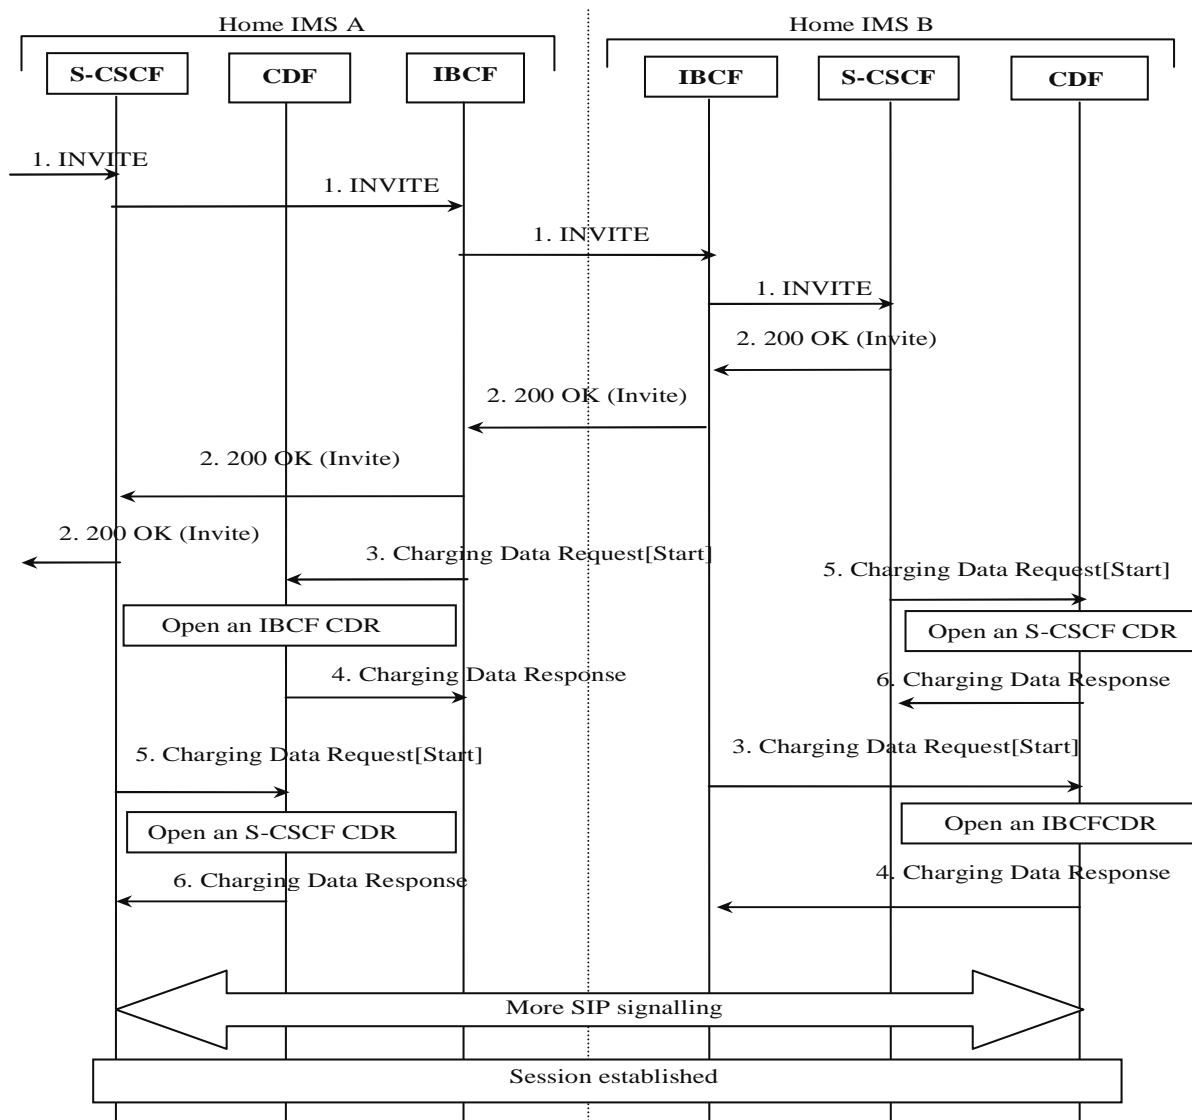 Home IMS A
Home IMS B
S-CSCF
CDF
IBCF
IBCF
S-CSCF
CDF
1. INVITE
1. INVITE
1. INVITE
1. INVITE
2. 200 OK (Invite)
2. 200 OK (Invite)
2. 200 OK (Invite)
2. 200 OK (Invite)
3. Charging Data Request[Start]
5. Charging Data Request[Start]
Open an IBCF CDR
Open an S-CSCF CDR
4. Charging Data Response
6. Charging Data Response
5. Charging Data Request[Start]
3. Charging Data Request[Start]
Open an S-CSCF CDR
Open an IBCFCDR
6. Charging Data Response
4. Charging Data Response
More SIP signalling
Session established